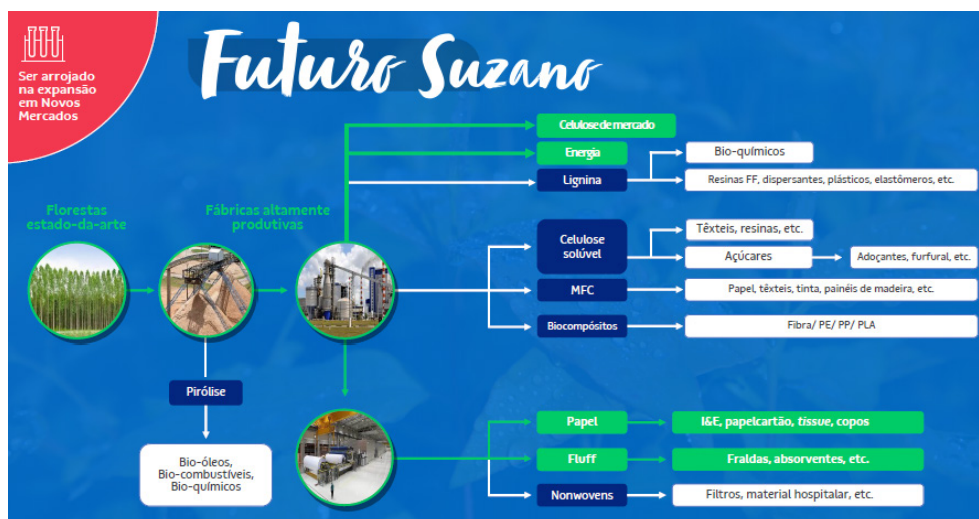 Ser arrojado
na expansão
em Novos
Mercados
Futuro Suzano
Celulose de mercado
Energia
Bio-químicos
Lignina
Resinas FF, dispersantes, plásticos, elastômeros, etc.
Florestas
estado-da-arte
Fábricas altamente
produtivas
Celulose
solúvel
Têxteis, resinas, etc.
Açúcares
Adoçantes, furfural, etc.
MFC
Papel, têxteis, tinta, painéis de madeira, etc.
Biocompósitos
Fibra/ PE/ PP/ PLA
Pirólise
Bio-óleos,
Bio-combustíveis,
Bio-químicos
Papel
I&E, papelcartão, tissue, copos
Fluff
Fraldas, absorventes, etc.
Nonwovens
Filtros, material hospitalar, etc.